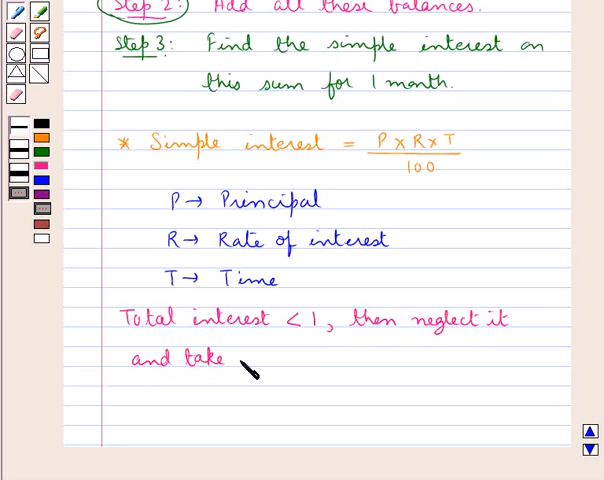 Step 2: Add all these balances.
Step 3: Find the simple interest on
this sum for 1 month.
* Simple interest = P × R × T / 100
P → Principal
R → Rate of interest
T → Time
Total interest < 1, then neglect it
and take